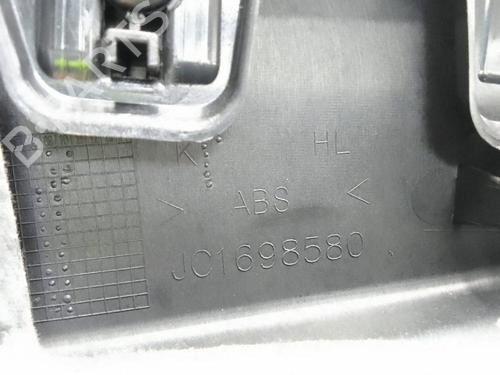 K HL
> ABS <
JC1698580